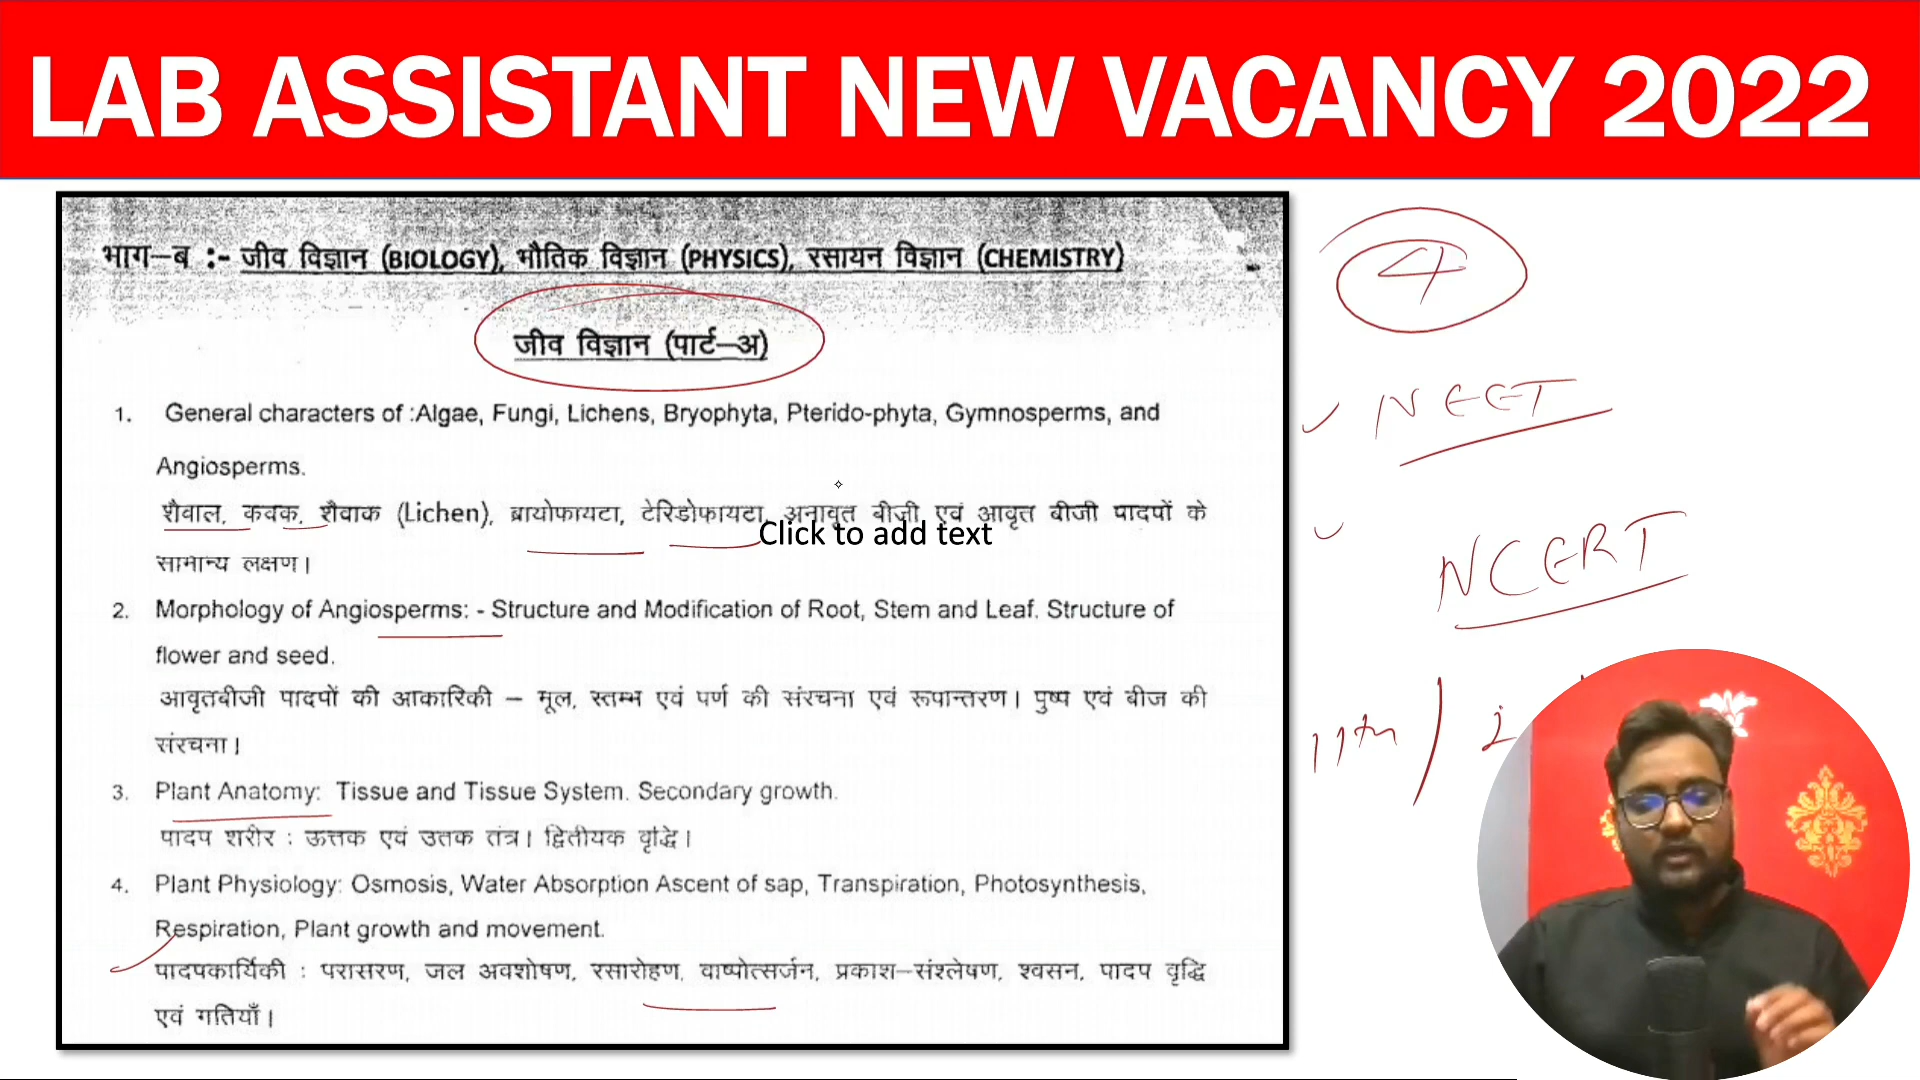 LAB ASSISTANT NEW VACANCY 2022
भाग–ब :- जीव विज्ञान (BIOLOGY), भौतिक विज्ञान (PHYSICS), रसायन विज्ञान (CHEMISTRY)
जीव विज्ञान (पार्ट–अ)
1. General characters of :Algae, Fungi, Lichens, Bryophyta, Pterido-phyta, Gymnosperms, and
Angiosperms.
शैवाल, कवक, शैवाक (Lichen), ब्रायोफायटा, टेरिडोफायटा, अनावृत बीजी एवं आवृत बीजी पादपों के
Click to add text
सामान्य लक्षण।
2. Morphology of Angiosperms: - Structure and Modification of Root, Stem and Leaf. Structure of
flower and seed.
आवृतबीजी पादपों की आकारिकी – मूल, स्तम्भ एवं पर्ण की संरचना एवं रूपान्तरण। पुष्प एवं बीज की
संरचना।
3. Plant Anatomy: Tissue and Tissue System. Secondary growth.
पादप शरीर : ऊत्तक एवं उतक तंत्र। द्वितीयक वृद्धि।
4. Plant Physiology: Osmosis, Water Absorption Ascent of sap, Transpiration, Photosynthesis,
Respiration, Plant growth and movement.
पादपकार्यिकी : परासरण, जल अवशोषण, रसारोहण, वाष्पोत्सर्जन, प्रकाश–संश्लेषण, श्वसन, पादप वृद्धि
एवं गतियाँ।
4
NEET
NCERT
11th /